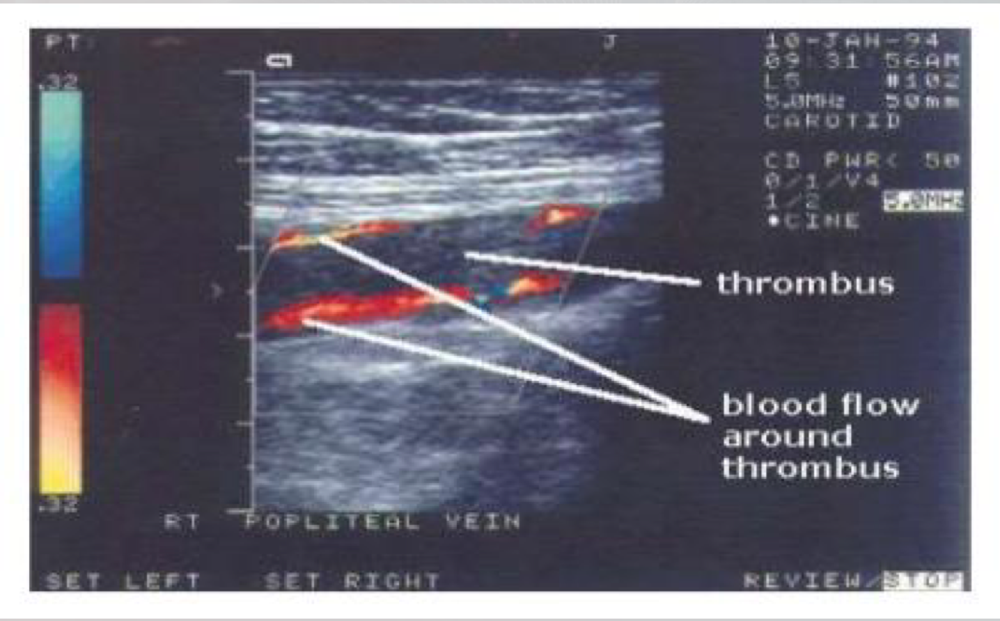 PT:
J
.32
.32
10-JAN-94
09:31:56AM
L5 #102
5.0MHz 50mm
CAROTID
CD PWR< 50
0/1/V4
1/2 5.0MHz
•CINE
thrombus
blood flow
around
thrombus
RT POPLITEAL VEIN
SET LEFT SET RIGHT
REVIEW/STOP